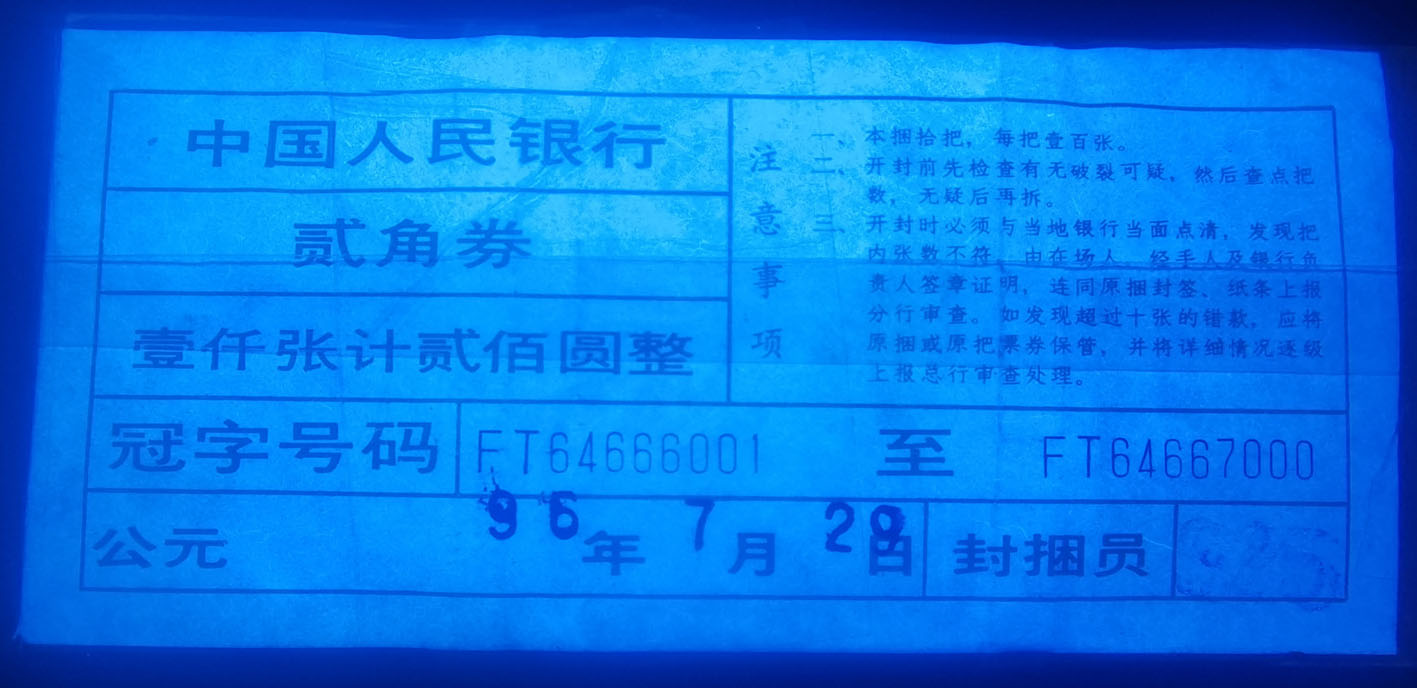 中国人民银行
贰角券
壹仟张计贰佰圆整
注意事项
一、本捆拾把，每把壹百张。
二、开封前先检查有无破裂可疑，然后查点把
数，无疑后再拆。
三、开封时必须与当地银行当面点清，发现把
内张数不符，由在场人、经手人及银行负
责人签章证明，连同原捆封签、纸条上报
分行审查。如发现超过十张的错款，应将
原捆或原把票券保管，并将详细情况逐级
上报总行审查处理。
冠字号码 FT64666001 至 FT64667000
公元 96年 7月 29日 封捆员